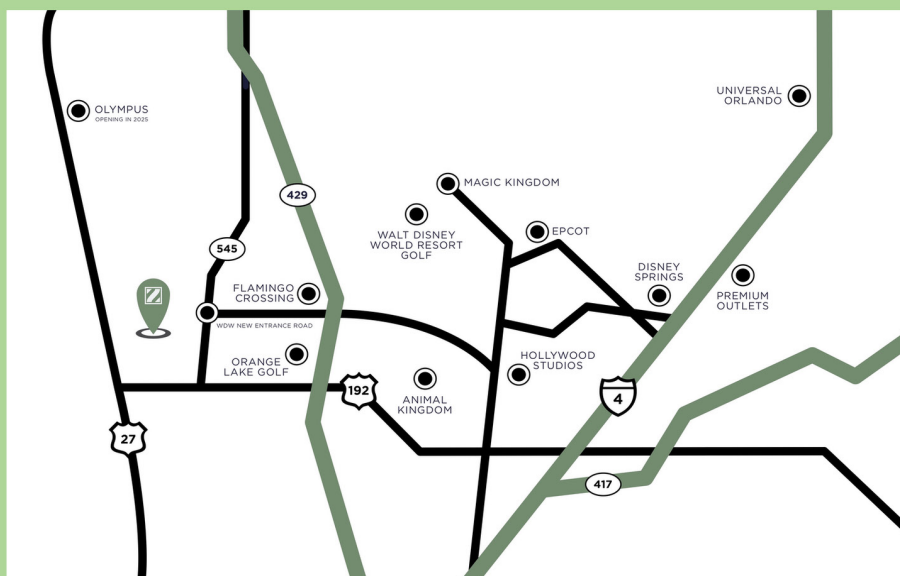 OLYMPUS
OPENING IN 2025
UNIVERSAL
ORLANDO
429
MAGIC KINGDOM
WALT DISNEY
WORLD RESORT
GOLF
EPCOT
545
DISNEY
SPRINGS
FLAMINGO
CROSSING
PREMIUM
OUTLETS
WDW NEW ENTRANCE ROAD
ORANGE
LAKE GOLF
HOLLYWOOD
STUDIOS
192
ANIMAL
KINGDOM
4
27
417